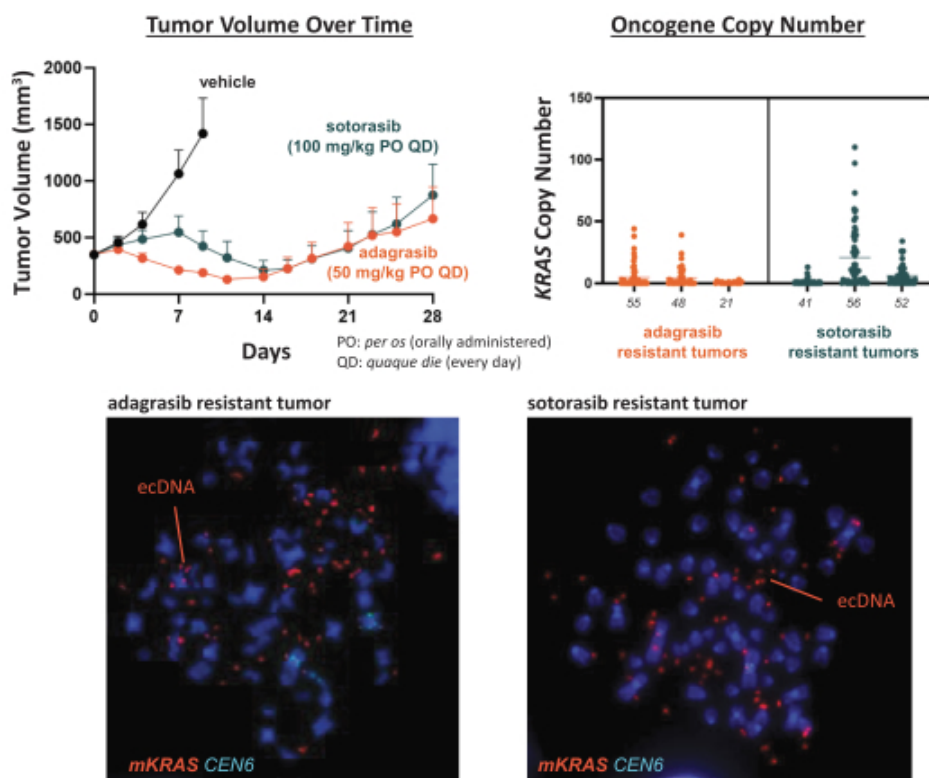 Tumor Volume Over Time
Oncogene Copy Number
Tumor Volume (mm³)
2000
1500
1000
500
0
vehicle
sotorasib
(100 mg/kg PO QD)
adagrasib
(50 mg/kg PO QD)
0 7 14 21 28
Days
PO: per os (orally administered)
QD: quaque die (every day)
KRAS Copy Number
150
100
50
0
55 48 21 41 56 52
adagrasib
resistant tumors
sotorasib
resistant tumors
adagrasib resistant tumor
ecDNA
mKRAS CEN6
sotorasib resistant tumor
ecDNA
mKRAS CEN6